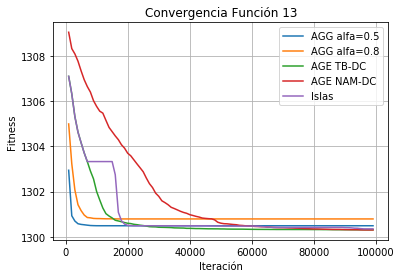 Convergencia Función 13
Fitness
1308
1306
1304
1302
1300
AGG alfa=0.5
AGG alfa=0.8
AGE TB-DC
AGE NAM-DC
Islas
0
20000
40000
60000
80000
100000
Iteración